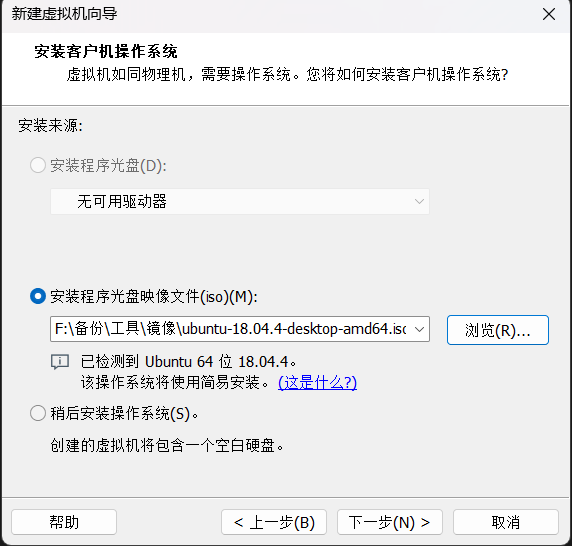 新建虚拟机向导
安装客户机操作系统
虚拟机如同物理机，需要操作系统。您将如何安装客户机操作系统?
安装来源:
安装程序光盘(D):
无可用驱动器
安装程序光盘映像文件(iso)(M):
F:\备份\工具\镜像\ubuntu-18.04.4-desktop-amd64.iso
浏览(R)...
已检测到 Ubuntu 64 位 18.04.4。
该操作系统将使用简易安装。(这是什么?)
稍后安装操作系统(S)。
创建的虚拟机将包含一个空白硬盘。
帮助
< 上一步(B)
下一步(N) >
取消